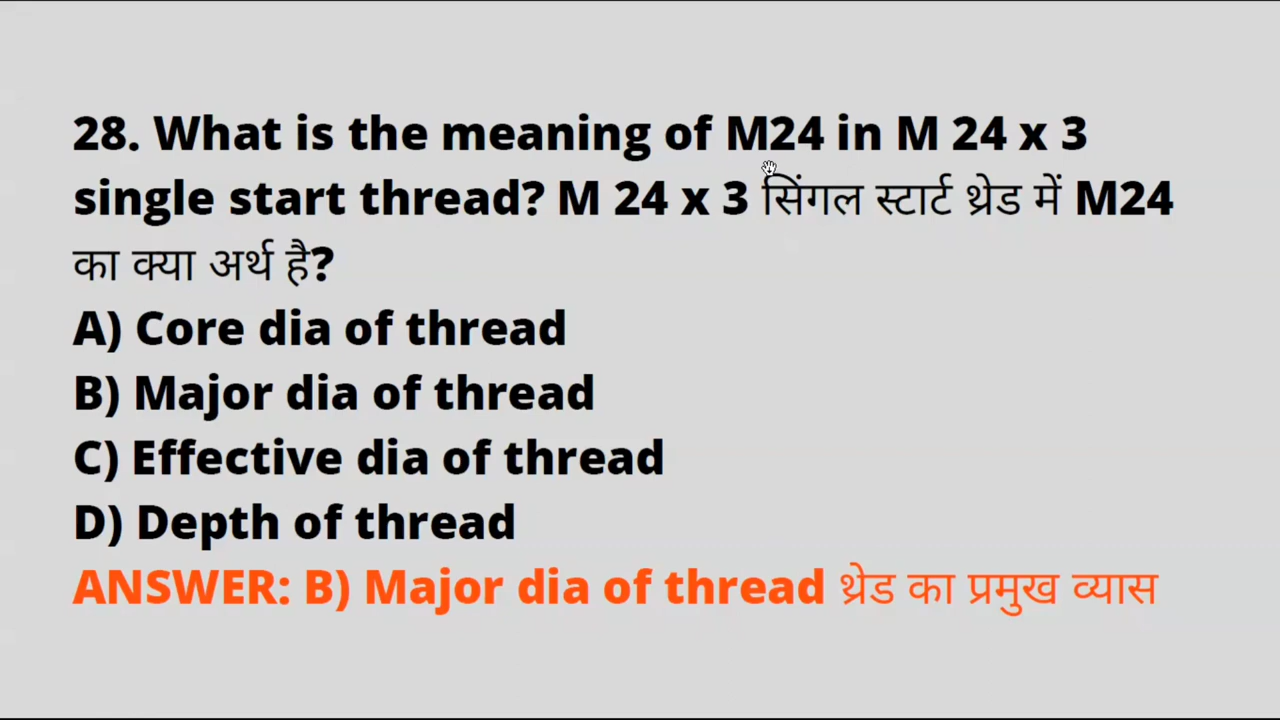 28. What is the meaning of M24 in M 24 x 3
single start thread? M 24 x 3 सिंगल स्टार्ट थ्रेड में M24
का क्या अर्थ है?
A) Core dia of thread
B) Major dia of thread
C) Effective dia of thread
D) Depth of thread
ANSWER: B) Major dia of thread थ्रेड का प्रमुख व्यास